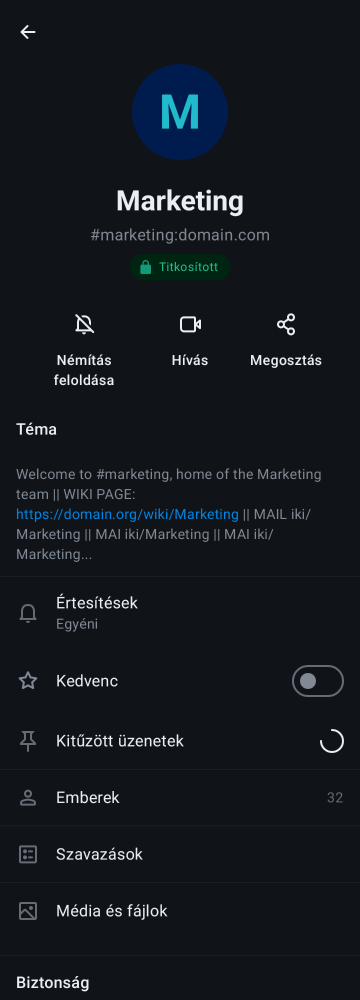 M
Marketing
#marketing:domain.com
Titkosított
Némítás
feloldása
Hívás
Megosztás
Téma
Welcome to #marketing, home of the Marketing
team || WIKI PAGE:
https://domain.org/wiki/Marketing || MAIL iki/
Marketing || MAI iki/Marketing || MAI iki/
Marketing...
Értesítések
Egyéni
Kedvenc
Kitűzött üzenetek
Emberek
32
Szavazások
Média és fájlok
Biztonság